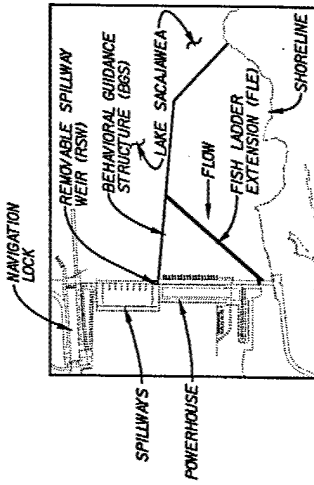 NAVIGATION
LOCK
REMOVABLE SPILLWAY
WEIR (RSW)
BEHAVIORAL GUIDANCE
STRUCTURE (BGS)
LAKE SACAJAWEA
SPILLWAYS
POWERHOUSE
FLOW
FISH LADDER
EXTENSION (FLE)
SHORELINE